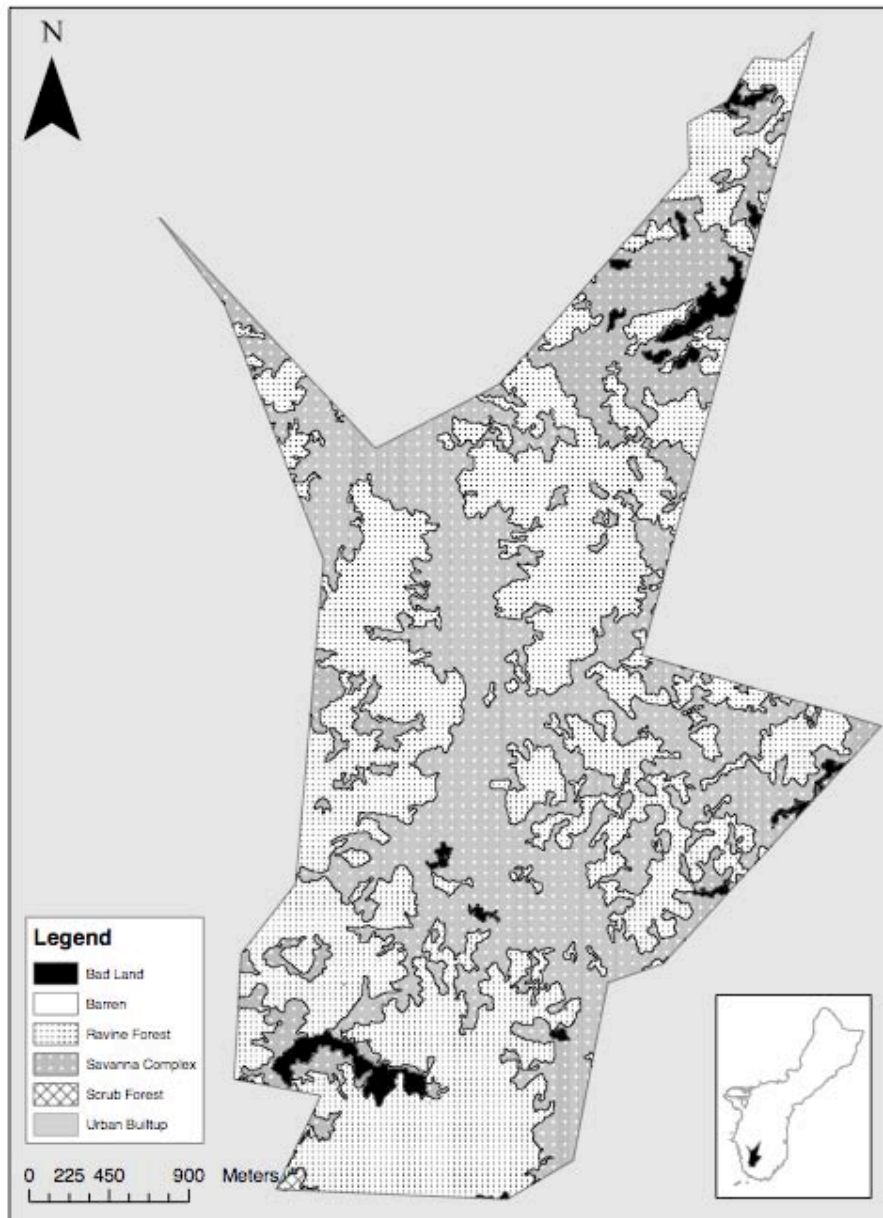 N
Legend
Bad Land
Barren
Ravine Forest
Savanna Complex
Scrub Forest
Urban Builtup
0 225 450 900 Meters